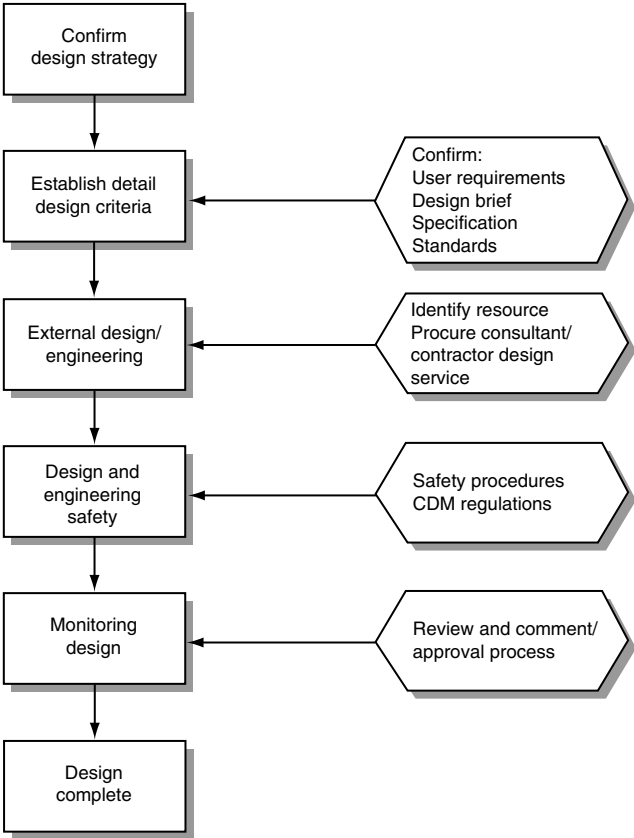 Confirm
design strategy
Establish detail
design criteria
Confirm:
User requirements
Design brief
Specification
Standards
External design/
engineering
Identify resource
Procure consultant/
contractor design
service
Design and
engineering
safety
Safety procedures
CDM regulations
Monitoring
design
Review and comment/
approval process
Design
complete